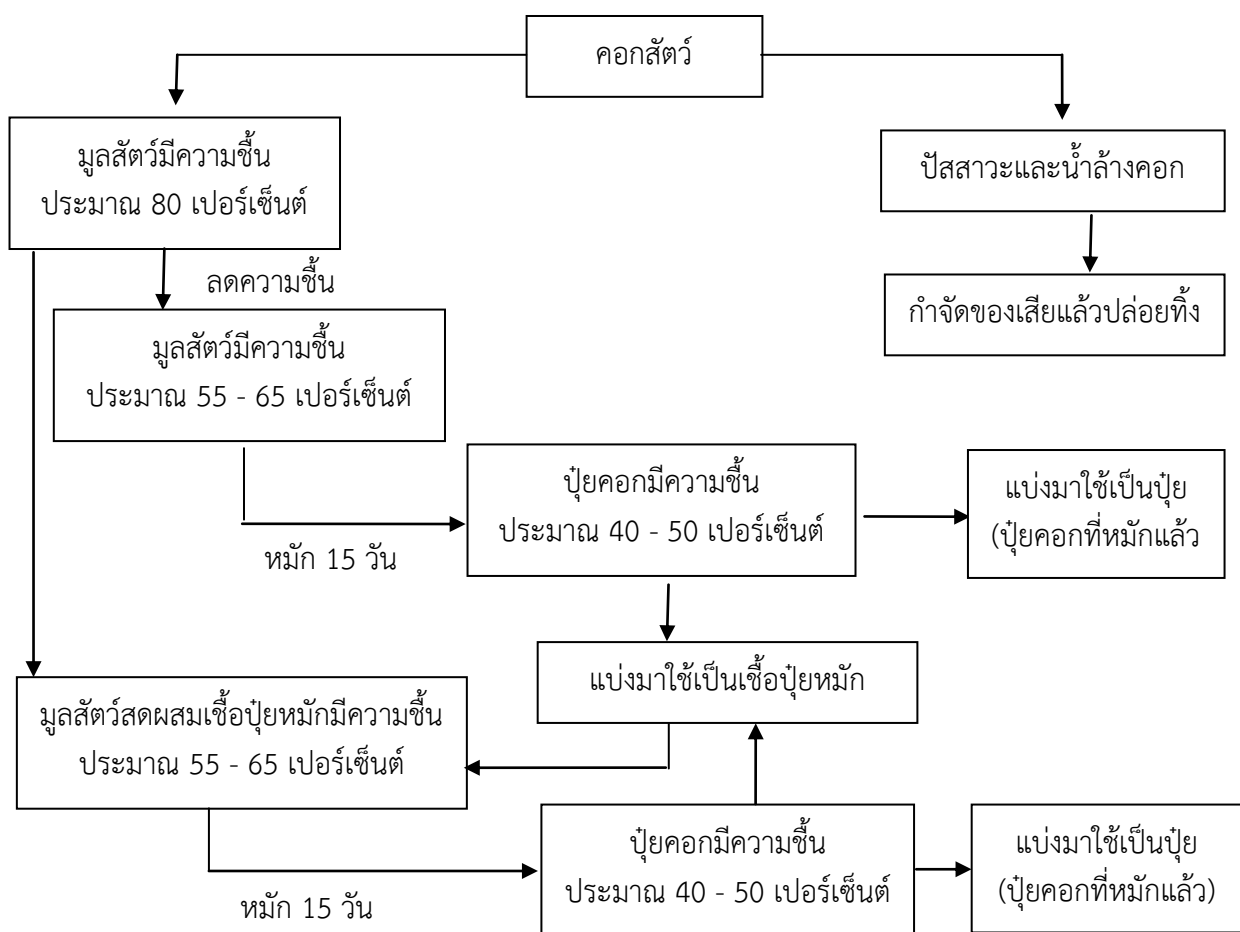 คอกสัตว์
มูลสัตว์มีความชื้น
ประมาณ 80 เปอร์เซ็นต์
ปัสสาวะและน้ำล้างคอก
ลดความชื้น
กำจัดของเสียแล้วปล่อยทิ้ง
มูลสัตว์มีความชื้น
ประมาณ 55 - 65 เปอร์เซ็นต์
หมัก 15 วัน
ปุ๋ยคอกมีความชื้น
ประมาณ 40 - 50 เปอร์เซ็นต์
แบ่งมาใช้เป็นปุ๋ย
(ปุ๋ยคอกที่หมักแล้ว
แบ่งมาใช้เป็นเชื้อปุ๋ยหมัก
มูลสัตว์สดผสมเชื้อปุ๋ยหมักมีความชื้น
ประมาณ 55 - 65 เปอร์เซ็นต์
หมัก 15 วัน
ปุ๋ยคอกมีความชื้น
ประมาณ 40 - 50 เปอร์เซ็นต์
แบ่งมาใช้เป็นปุ๋ย
(ปุ๋ยคอกที่หมักแล้ว)